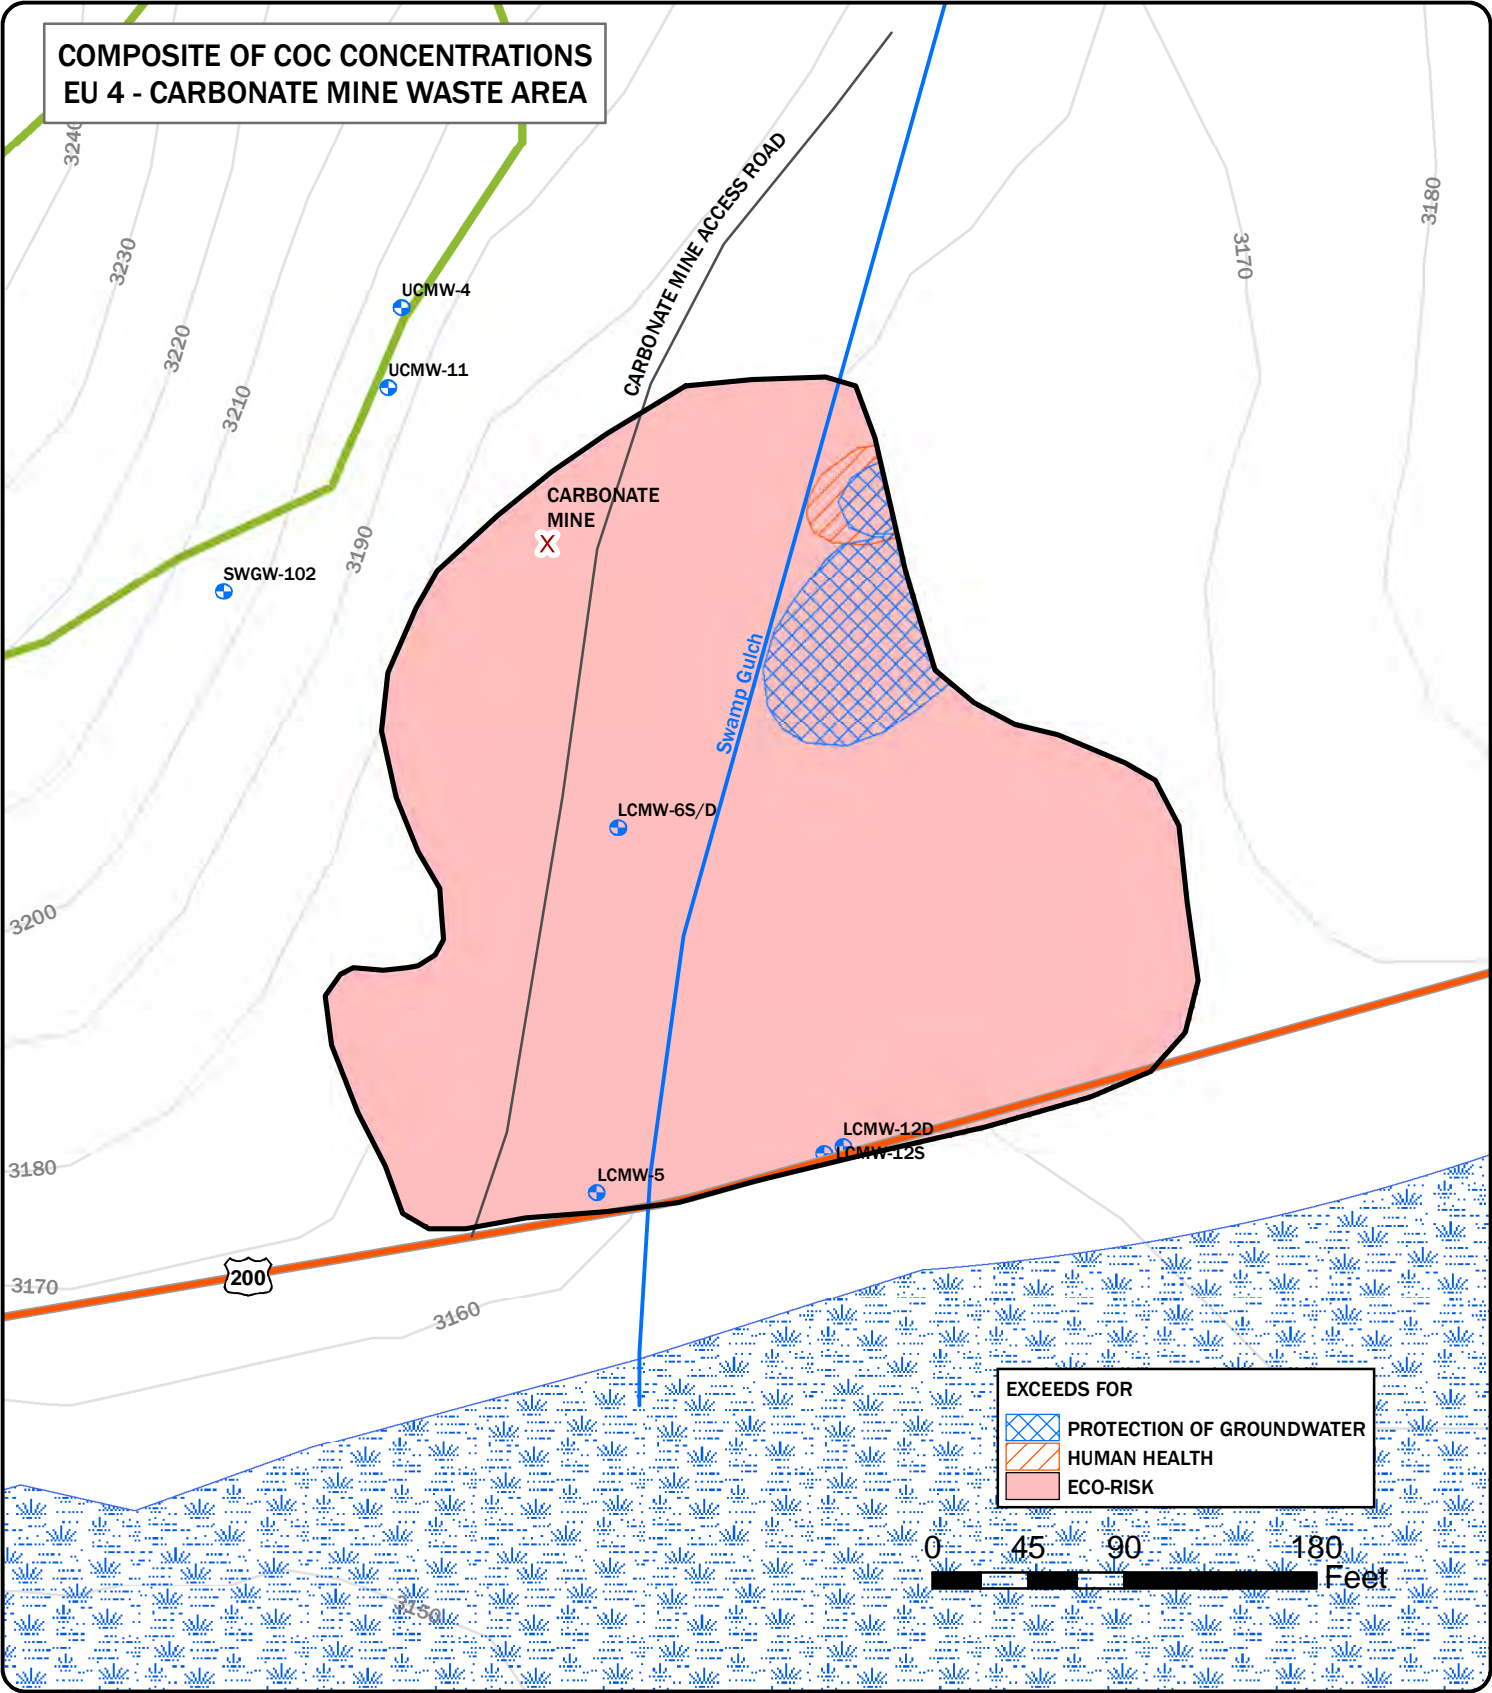 COMPOSITE OF COC CONCENTRATIONS
EU 4 - CARBONATE MINE WASTE AREA
3240
3230
3220
3210
3190
3200
3180
3170
3160
3150
3170
3180
CARBONATE MINE ACCESS ROAD
UCMW-4
UCMW-11
SWGW-102
CARBONATE
MINE
X
Swamp Gulch
LCMW-6S/D
LCMW-12D
LCMW-12S
LCMW-5
200
EXCEEDS FOR
PROTECTION OF GROUNDWATER
HUMAN HEALTH
ECO-RISK
0 45 90 180
Feet